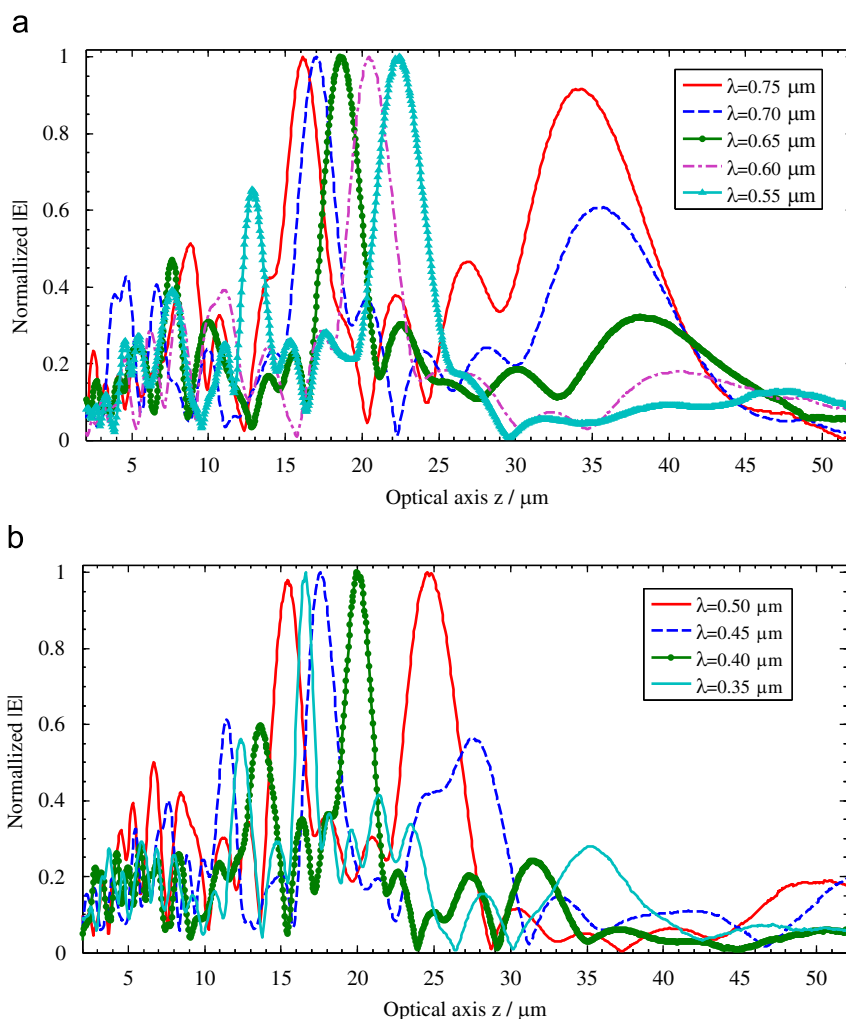 a
1
0.8
0.6
0.4
0.2
0
Normallized |E|
λ=0.75 μm
λ=0.70 μm
λ=0.65 μm
λ=0.60 μm
λ=0.55 μm
5 10 15 20 25 30 35 40 45 50
Optical axis z / μm
b
1
0.8
0.6
0.4
0.2
0
Normallized |E|
λ=0.50 μm
λ=0.45 μm
λ=0.40 μm
λ=0.35 μm
5 10 15 20 25 30 35 40 45 50
Optical axis z / μm